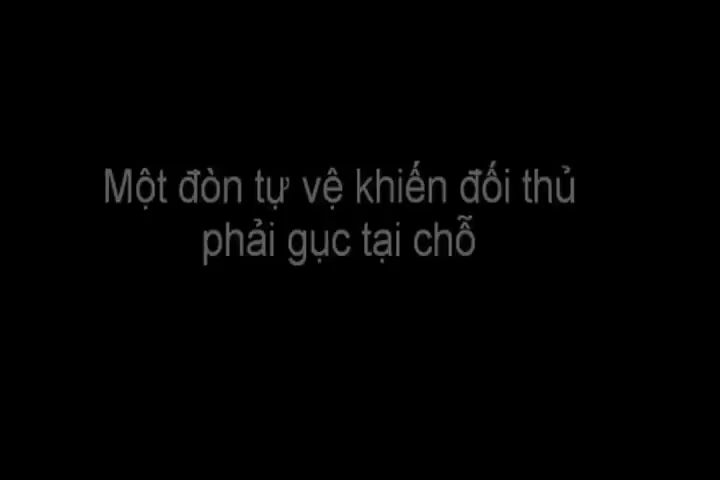 Một đòn tự vệ khiến đối thủ
phải gục tại chỗ